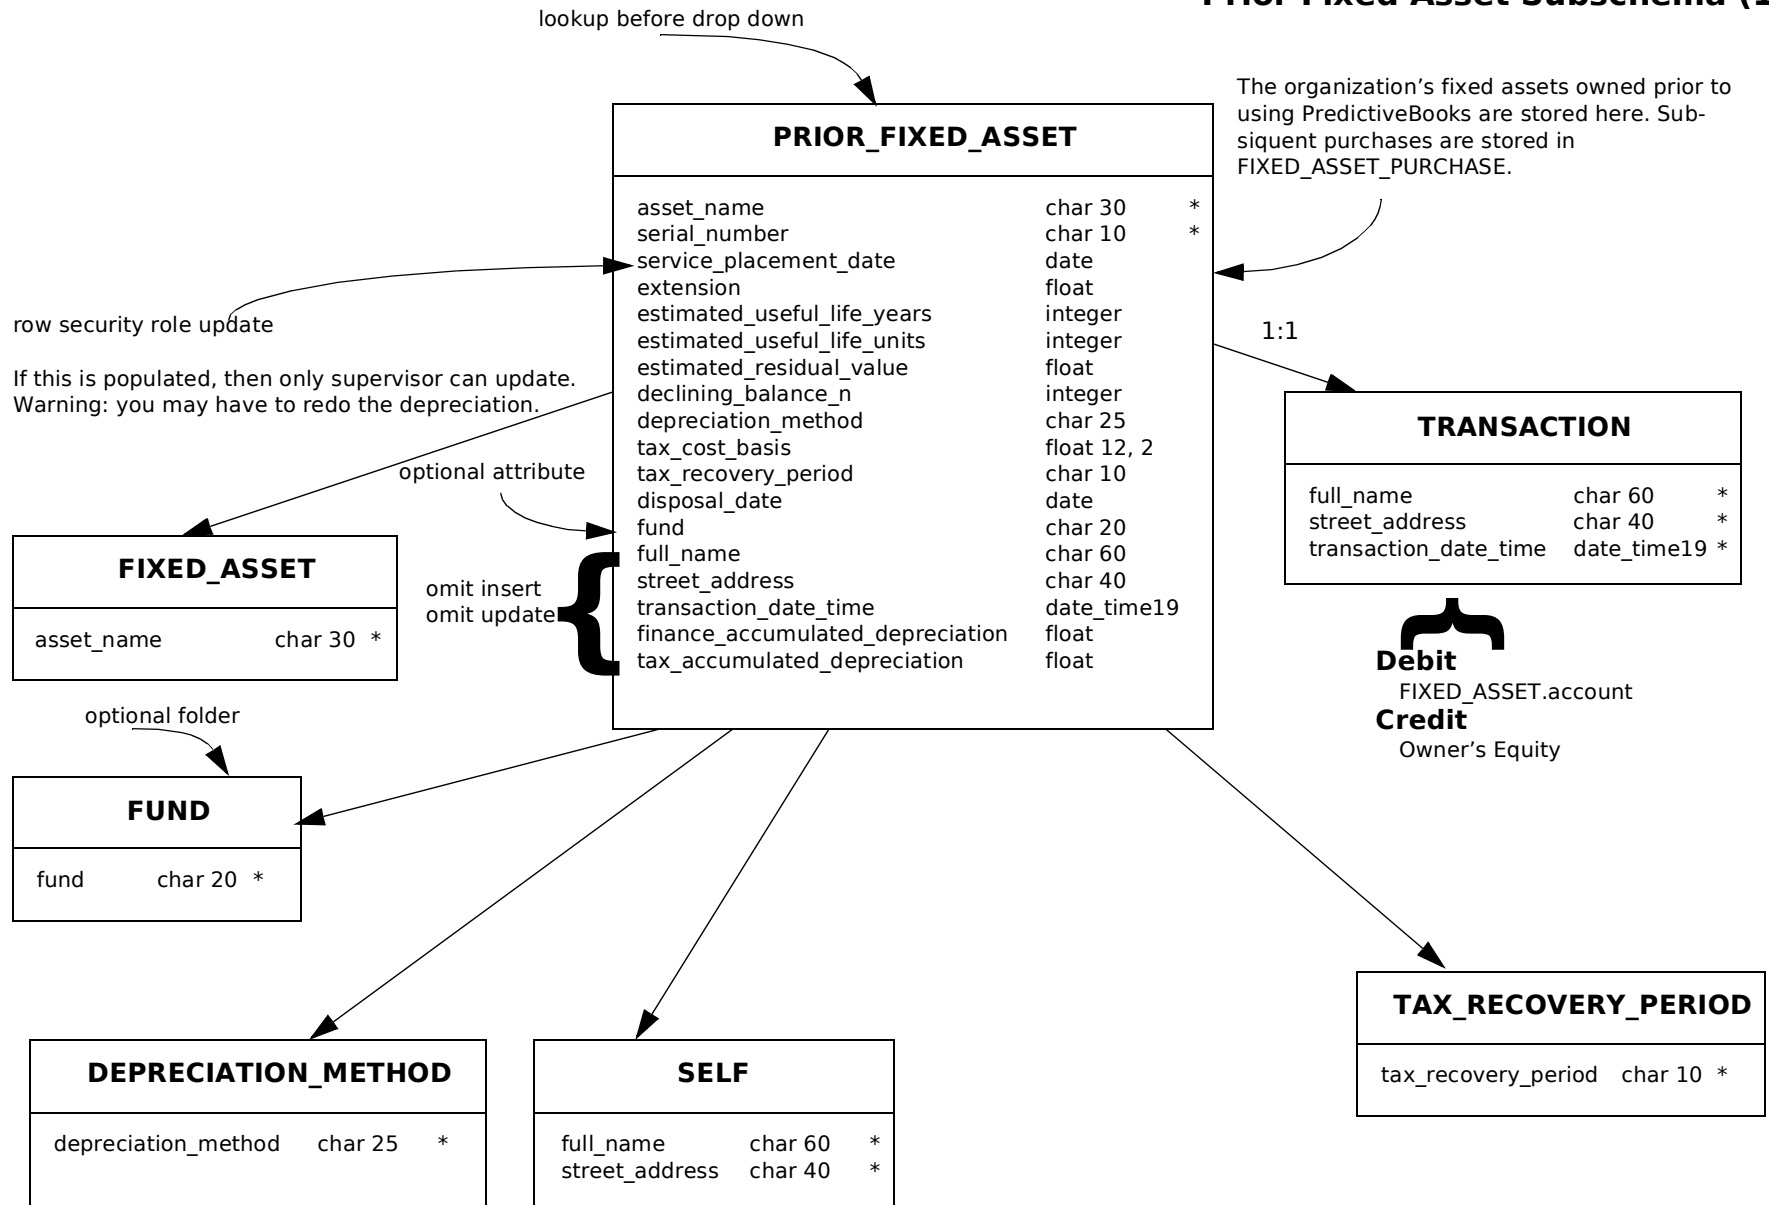 lookup before drop down
Prior Fixed Asset Subschema (1
The organization’s fixed assets owned prior to
using PredictiveBooks are stored here. Sub-
siquent purchases are stored in
FIXED_ASSET_PURCHASE.
PRIOR_FIXED_ASSET
asset_name char 30 *
serial_number char 10 *
service_placement_date date
extension float
estimated_useful_life_years integer
estimated_useful_life_units integer
estimated_residual_value float
declining_balance_n integer
depreciation_method char 25
tax_cost_basis float 12, 2
tax_recovery_period char 10
disposal_date date
fund char 20
full_name char 60
street_address char 40
transaction_date_time date_time19
finance_accumulated_depreciation float
tax_accumulated_depreciation float
row security role update
If this is populated, then only supervisor can update.
Warning: you may have to redo the depreciation.
optional attribute
omit insert
omit update
1:1
TRANSACTION
full_name char 60 *
street_address char 40 *
transaction_date_time date_time19 *
Debit
FIXED_ASSET.account
Credit
Owner’s Equity
FIXED_ASSET
asset_name char 30 *
optional folder
FUND
fund char 20 *
DEPRECIATION_METHOD
depreciation_method char 25 *
SELF
full_name char 60 *
street_address char 40 *
TAX_RECOVERY_PERIOD
tax_recovery_period char 10 *